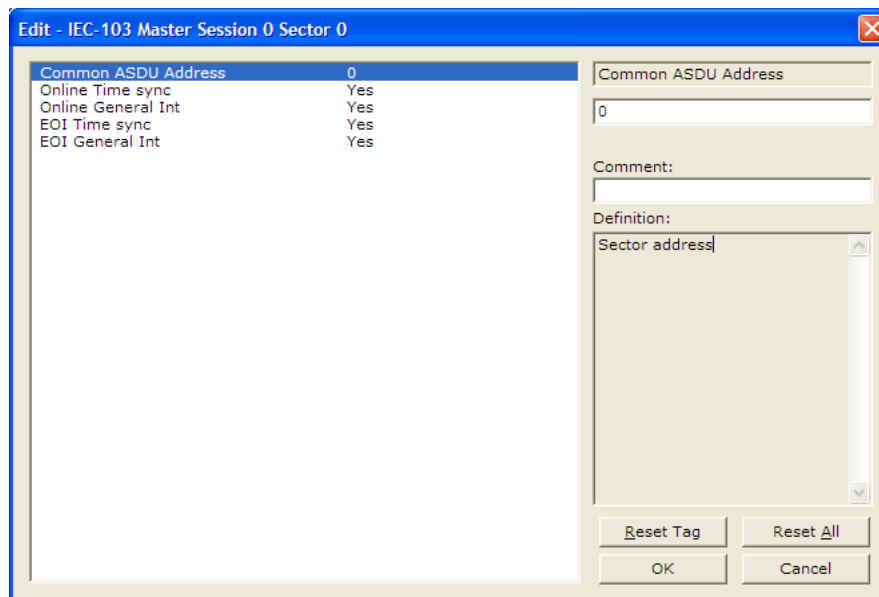 Edit - IEC-103 Master Session 0 Sector 0
Common ASDU Address 0
Online Time sync Yes
Online General Int Yes
EOI Time sync Yes
EOI General Int Yes
Common ASDU Address
0
Comment:
Definition:
Sector address
Reset Tag Reset All
OK Cancel